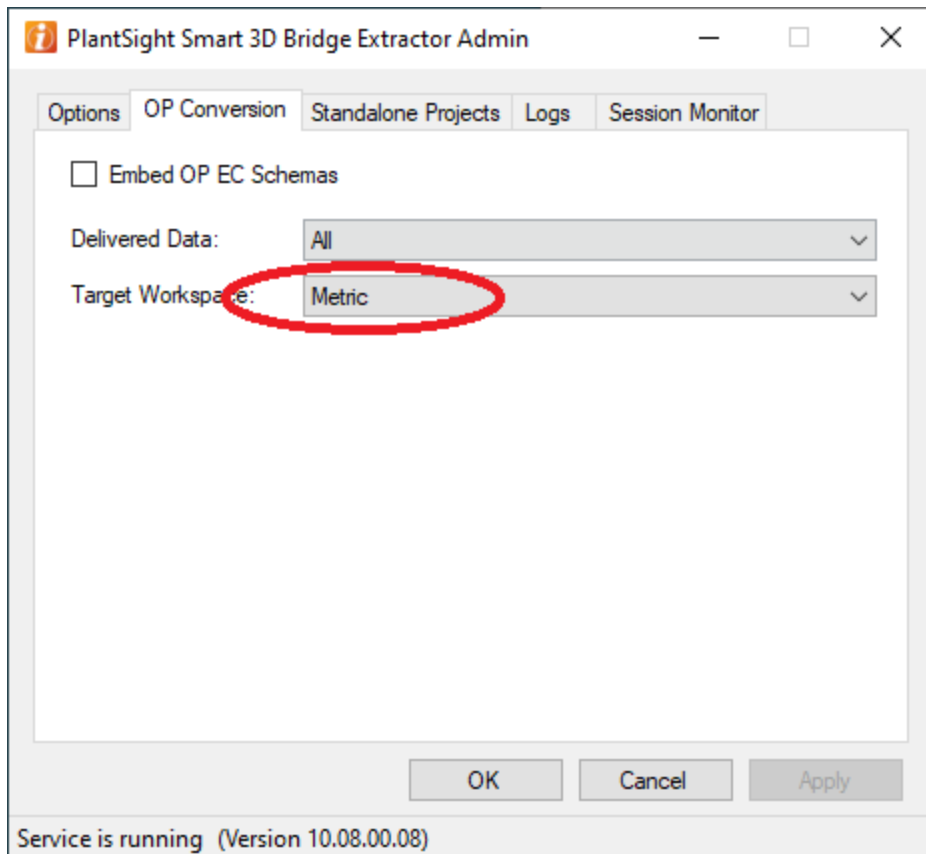 PlantSight Smart 3D Bridge Extractor Admin
Options OP Conversion Standalone Projects Logs Session Monitor
Embed OP EC Schemas
Delivered Data: All
Target Workspace: Metric
OK Cancel Apply
Service is running (Version 10.08.00.08)